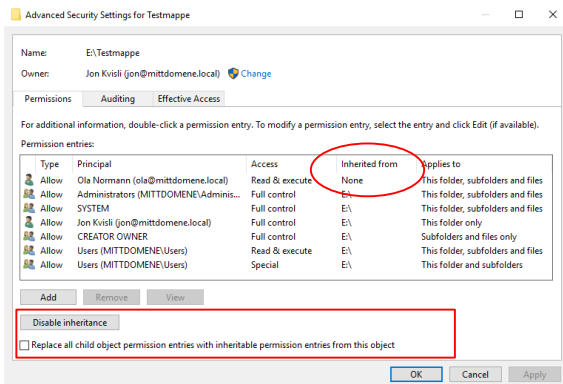 Advanced Security Settings for Testmappe
Name: E:\Testmappe
Owner: Jon Kvisli (jon@mittdomene.local) Change
Permissions Auditing Effective Access
For additional information, double-click a permission entry. To modify a permission entry, select the entry and click Edit (if available).
Permission entries:
Type Principal Access Inherited from Applies to
Allow Ola Normann (ola@mittdomene.local) Read & execute None This folder, subfolders and files
Allow Administrators (MITTDOMENE\Adminis... Full control E:\ This folder, subfolders and files
Allow SYSTEM Full control E:\ This folder, subfolders and files
Allow Jon Kvisli (jon@mittdomene.local) Full control E:\ This folder only
Allow CREATOR OWNER Full control E:\ Subfolders and files only
Allow Users (MITTDOMENE\Users) Read & execute E:\ This folder, subfolders and files
Allow Users (MITTDOMENE\Users) Special E:\ This folder and subfolders
Add Remove View
Disable inheritance
Replace all child object permission entries with inheritable permission entries from this object
OK Cancel Apply